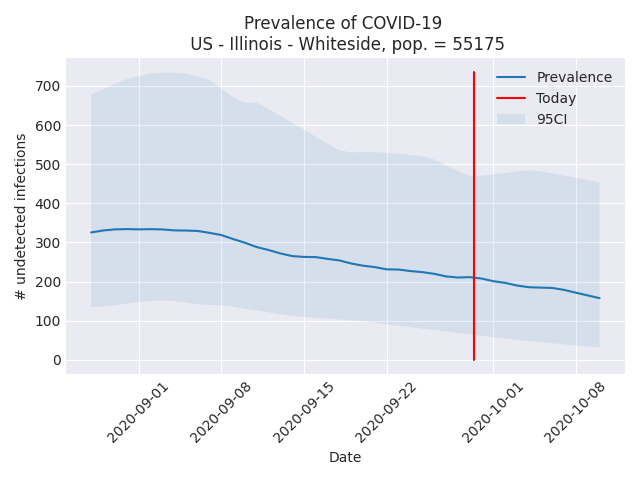 Prevalence of COVID-19
US - Illinois - Whiteside, pop. = 55175
Prevalence
Today
95CI
# undetected infections
700
600
500
400
300
200
100
0
2020-09-01
2020-09-08
2020-09-15
2020-09-22
2020-10-01
2020-10-08
Date